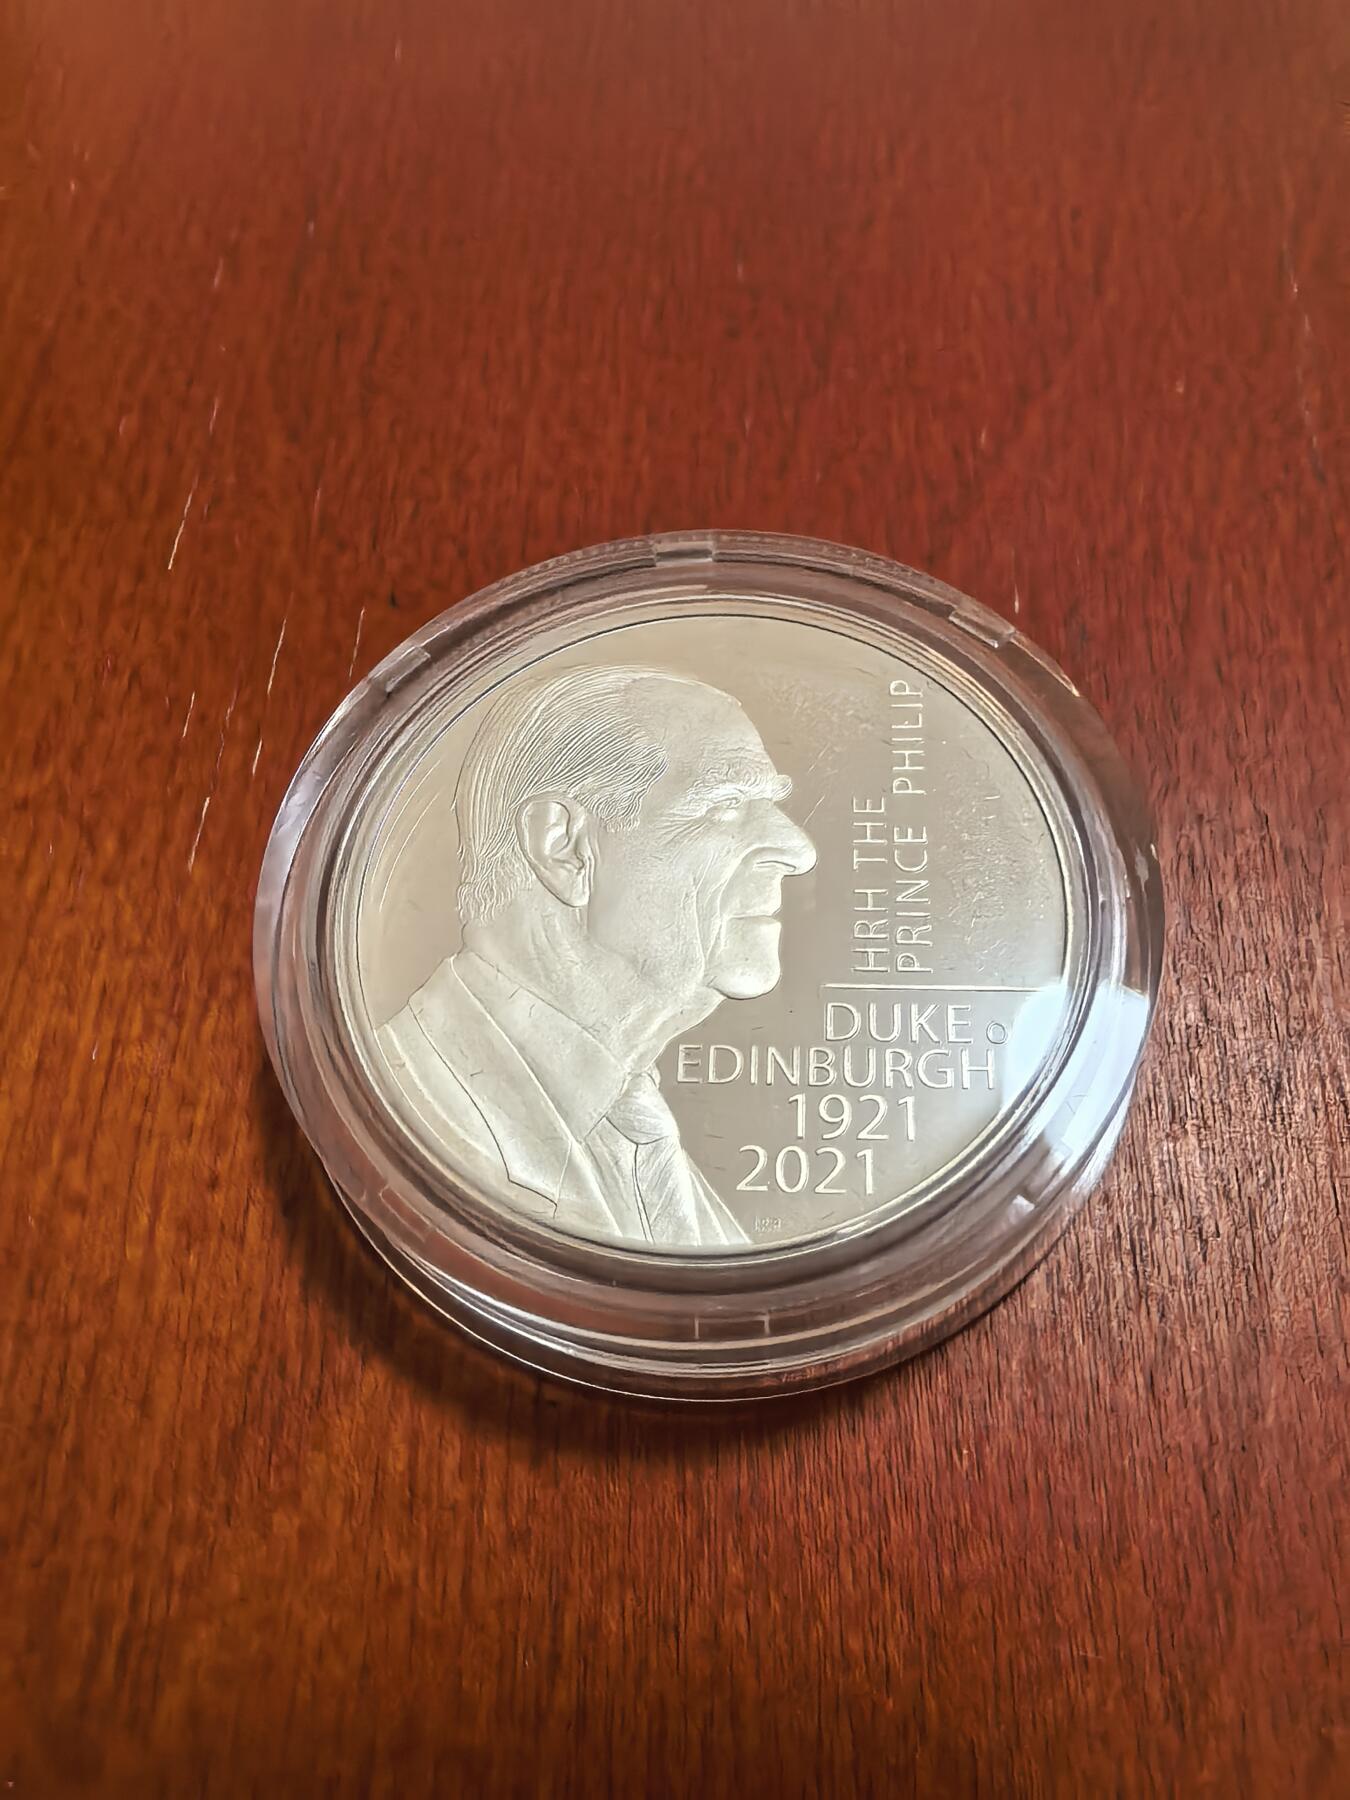 HRH THE
PRINCE PHILIP
DUKE O
EDINBURGH
1921
2021